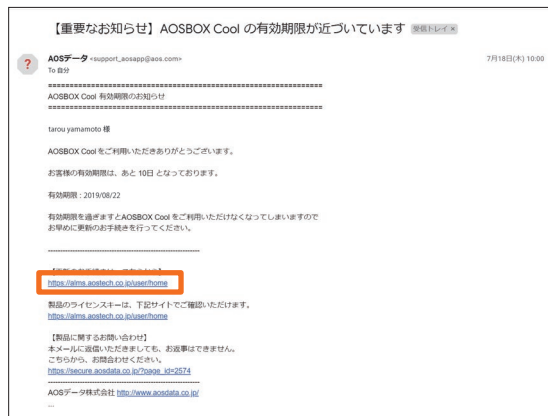 【重要なお知らせ】AOSBOX Cool の有効期限が近づいています 受信トレイ ×
? AOSデータ <support_aosapp@aos.com> 7月18日(木) 10:00
To 自分
================================================================
AOSBOX Cool 有効期限のお知らせ
================================================================
tarou yamamoto 様
AOSBOX Coolをご利用いただきありがとうございます。
お客様の有効期限は、あと 10日 となっております。
有効期限 : 2019/08/22
有効期限を過ぎますとAOSBOX Cool をご利用いただけなくなってしまいますので
お早めに更新のお手続きを行ってください。
------------------------------------------------------------
https://alms.aostech.co.jp/user/home
製品のライセンスキーは、下記サイトでご確認いただけます。
https://alms.aostech.co.jp/user/home
【製品に関するお問い合わせ】
本メールに返信いただきましても、お返事はできません。
こちらから、お問合わせください。
https://secure.aosdata.co.jp/?page_id=2574
------------------------------------------------------------
AOSデータ株式会社 http://www.aosdata.co.jp/
...